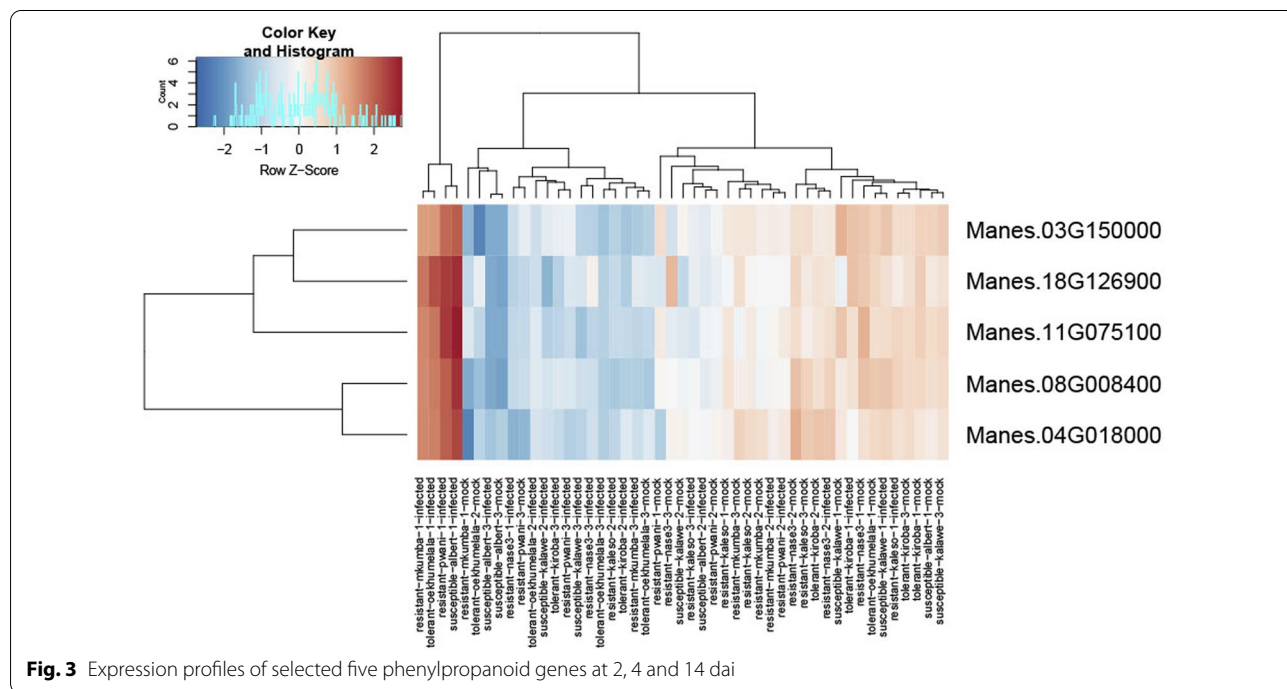 Color Key
and Histogram
Count
0 2 4 6
−2 −1 0 1 2
Row Z−Score
Manes.03G150000
Manes.18G126900
Manes.11G075100
Manes.08G008400
Manes.04G018000
resistant−mkumba−1−infected
tolerant−oekhumelala−1−infected
resistant−pwani−1−infected
susceptible−albert−1−infected
resistant−mkumba−1−mock
tolerant−oekhumelala−2−mock
susceptible−albert−3−infected
susceptible−albert−3−mock
resistant−nase3−1−infected
resistant−pwani−3−mock
tolerant−oekhumelala−2−infected
susceptible−kalawe−2−infected
tolerant−kiroba−3−infected
resistant−pwani−3−infected
susceptible−kalawe−3−infected
resistant−nase3−3−infected
tolerant−oekhumelala−3−infected
resistant−kaleso−2−infected
tolerant−kiroba−2−infected
resistant−mkumba−3−infected
tolerant−oekhumelala−3−mock
resistant−pwani−1−mock
resistant−nase3−3−mock
susceptible−kalawe−2−mock
resistant−kaleso−3−infected
susceptible−albert−2−infected
resistant−pwani−2−mock
resistant−kaleso−1−mock
resistant−mkumba−3−mock
resistant−kaleso−2−mock
resistant−mkumba−2−mock
resistant−mkumba−2−infected
resistant−pwani−2−infected
resistant−nase3−2−mock
resistant−kaleso−3−mock
tolerant−kiroba−2−mock
resistant−nase3−2−infected
susceptible−kalawe−1−mock
tolerant−kiroba−1−infected
resistant−nase3−1−mock
tolerant−oekhumelala−1−mock
susceptible−kalawe−1−infected
resistant−kaleso−1−infected
tolerant−kiroba−3−mock
tolerant−kiroba−1−mock
susceptible−albert−1−mock
susceptible−kalawe−3−mock
Fig. 3 Expression profiles of selected five phenylpropanoid genes at 2, 4 and 14 dai